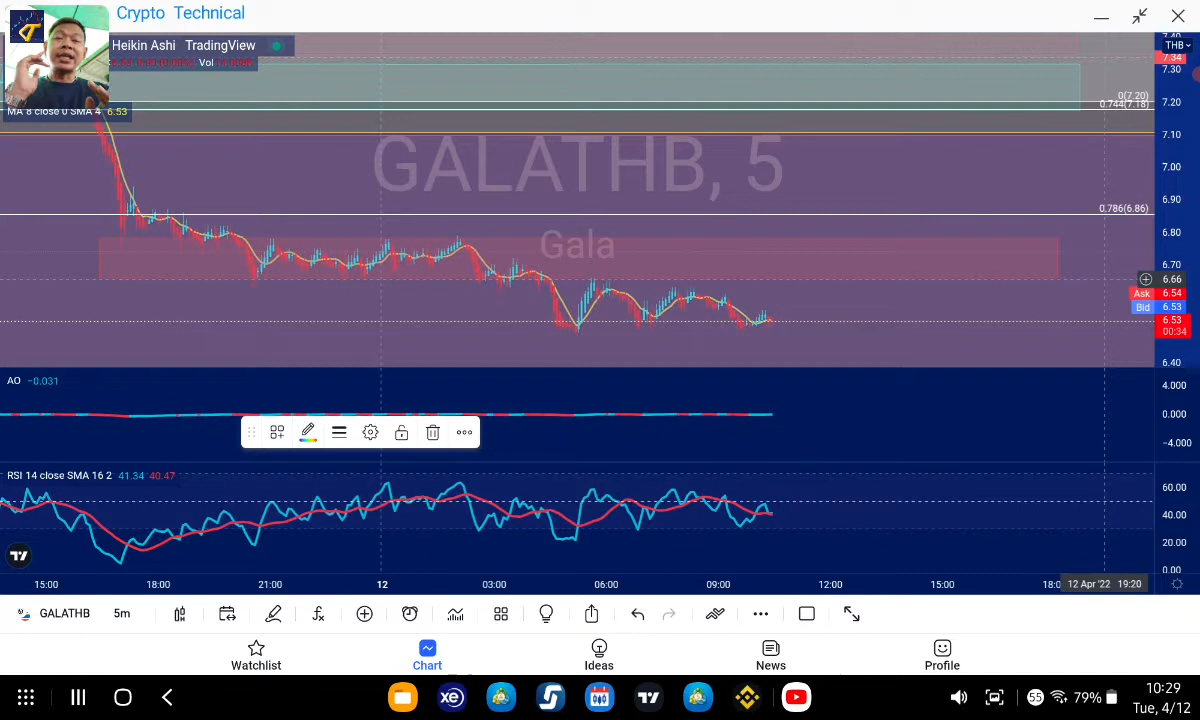 Crypto Technical
Heikin Ashi TradingView
Vol
MA 8 close 0 SMA 4 6.53
GALATHB, 5
Gala
THB
7.34
7.30
0(7.20)
7.20
0.744(7.18)
7.10
7.00
6.90
0.786(6.86)
6.80
6.70
6.66
Ask 6.54
Bid 6.53
6.53
00:34
6.40
AO −0.031
4.000
0.000
−4.000
RSI 14 close SMA 16 2 41.34 40.47
60.00
40.00
20.00
0.00
15:00 18:00 21:00 12 03:00 06:00 09:00 12:00 15:00 18:0 12 Apr '22 19:20
GALATHB 5m
Watchlist Chart Ideas News Profile
xe 55 79% 10:29
Tue, 4/12